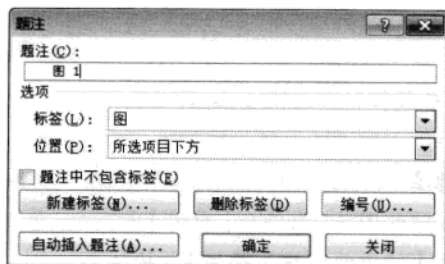 题注
题注(C):
图 1
选项
标签(L): 图
位置(P): 所选项目下方
题注中不包含标签(E)
新建标签(N)... 删除标签(D) 编号(U)...
自动插入题注(A)... 确定 关闭